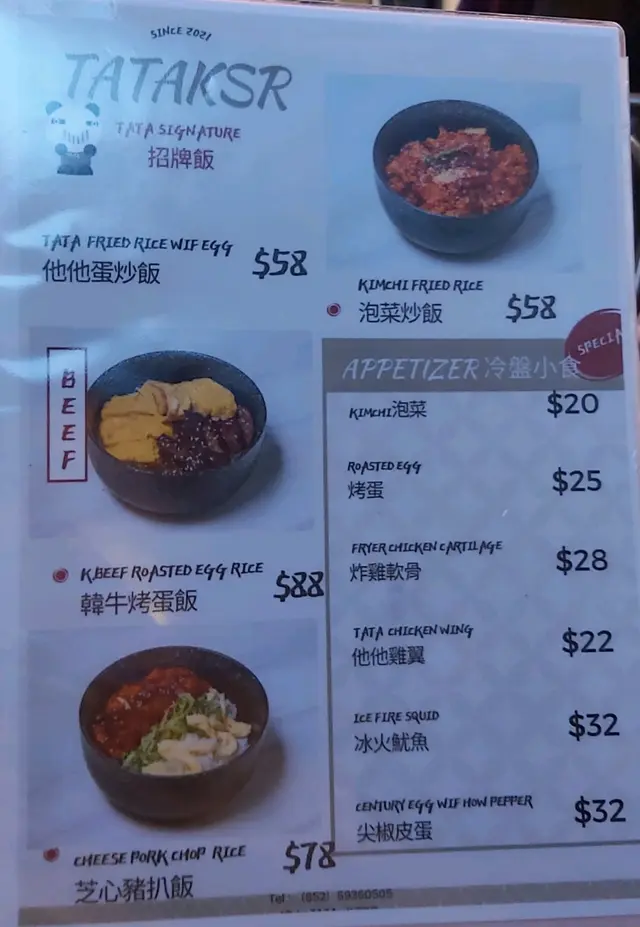 SINCE 2021
TATAKSR
TATA SIGNATURE
招牌飯
TATA FRIED RICE WIF EGG
他他蛋炒飯
$58
KIMCHI FRIED RICE
泡菜炒飯
$58
BEEF
K.BEEF ROASTED EGG RICE
韓牛烤蛋飯
$88
CHEESE PORK CHOP RICE
芝心豬扒飯
$78
SPECIA
APPETIZER 冷盤小食
KIMCHI泡菜
$20
ROASTED EGG
烤蛋
$25
FRYER CHICKEN CARTILAGE
炸雞軟骨
$28
TATA CHICKEN WING
他他雞翼
$22
ICE FIRE SQUID
冰火魷魚
$32
CENTURY EGG WIF HOW PEPPER
尖椒皮蛋
$32
Tel : (852) 59360505